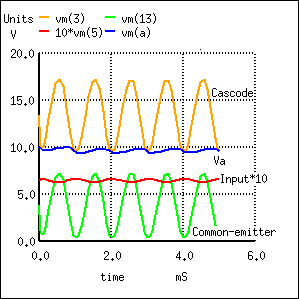 Units vm(3) vm(13)
V 10*vm(5) vm(a)
20.0
15.0
Cascode
10.0
Va
Input*10
5.0
Common-emitter
0.0
0.0 2.0 4.0 6.0
time mS